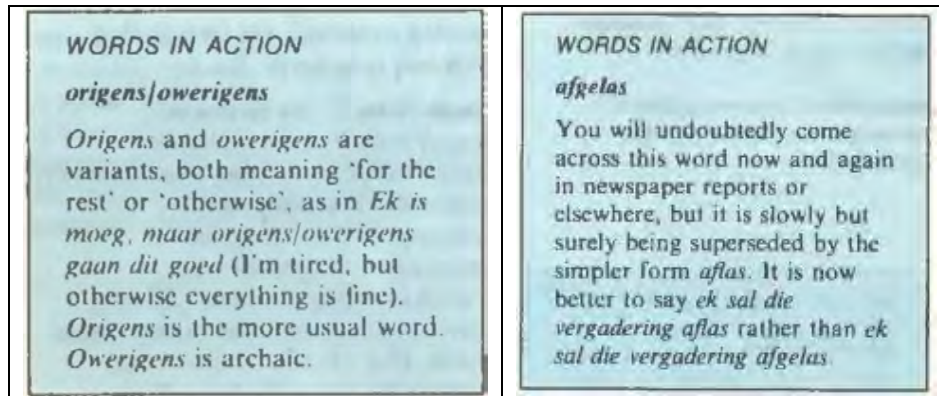 WORDS IN ACTION
origens/owerigens
Origens and owerigens are
variants, both meaning 'for the
rest' or 'otherwise', as in Ek is
moeg, maar origens/owerigens
gaan dit goed (I'm tired, but
otherwise everything is fine).
Origens is the more usual word.
Owerigens is archaic.
WORDS IN ACTION
afgelas
You will undoubtedly come
across this word now and again
in newspaper reports or
elsewhere, but it is slowly but
surely being superseded by the
simpler form aflas. It is now
better to say ek sal die
vergadering aflas rather than ek
sal die vergadering afgelas.